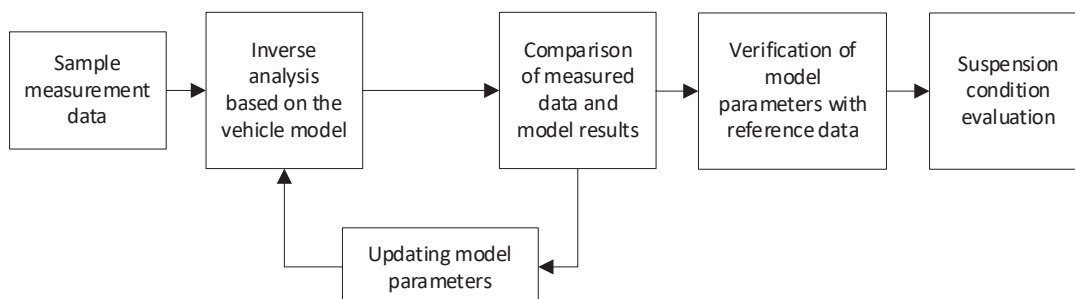 Sample
measurement
data
Inverse
analysis
based on the
vehicle model
Comparison
of measured
data and
model results
Verification of
model
parameters with
reference data
Suspension
condition
evaluation
Updating model
parameters